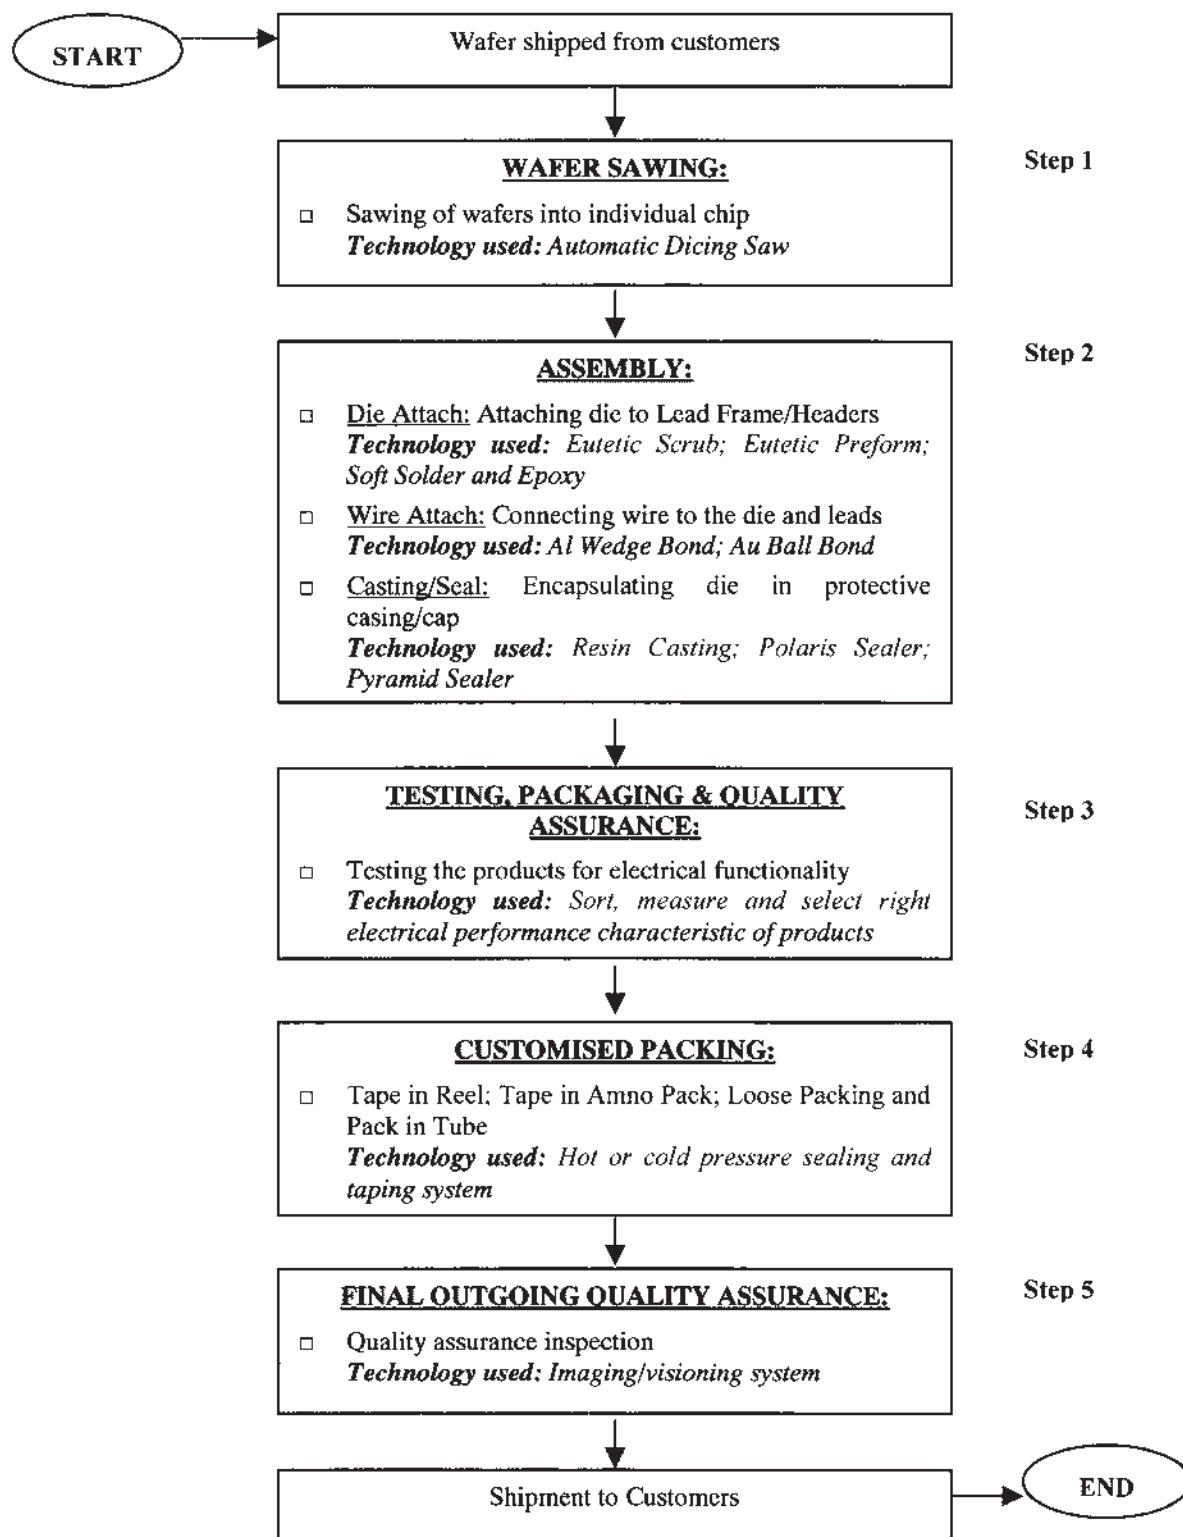 START
Wafer shipped from customers
WAFER SAWING:
Step 1
□ Sawing of wafers into individual chip
Technology used: Automatic Dicing Saw
Step 2
ASSEMBLY:
□ Die Attach: Attaching die to Lead Frame/Headers
Technology used: Eutetic Scrub; Eutetic Preform;
Soft Solder and Epoxy
□ Wire Attach: Connecting wire to the die and leads
Technology used: Al Wedge Bond; Au Ball Bond
□ Casting/Seal: Encapsulating die in protective
casing/cap
Technology used: Resin Casting; Polaris Sealer;
Pyramid Sealer
TESTING, PACKAGING & QUALITY
ASSURANCE:
Step 3
□ Testing the products for electrical functionality
Technology used: Sort, measure and select right
electrical performance characteristic of products
CUSTOMISED PACKING:
Step 4
□ Tape in Reel; Tape in Amno Pack; Loose Packing and
Pack in Tube
Technology used: Hot or cold pressure sealing and
taping system
FINAL OUTGOING QUALITY ASSURANCE:
Step 5
□ Quality assurance inspection
Technology used: Imaging/visioning system
Shipment to Customers
END